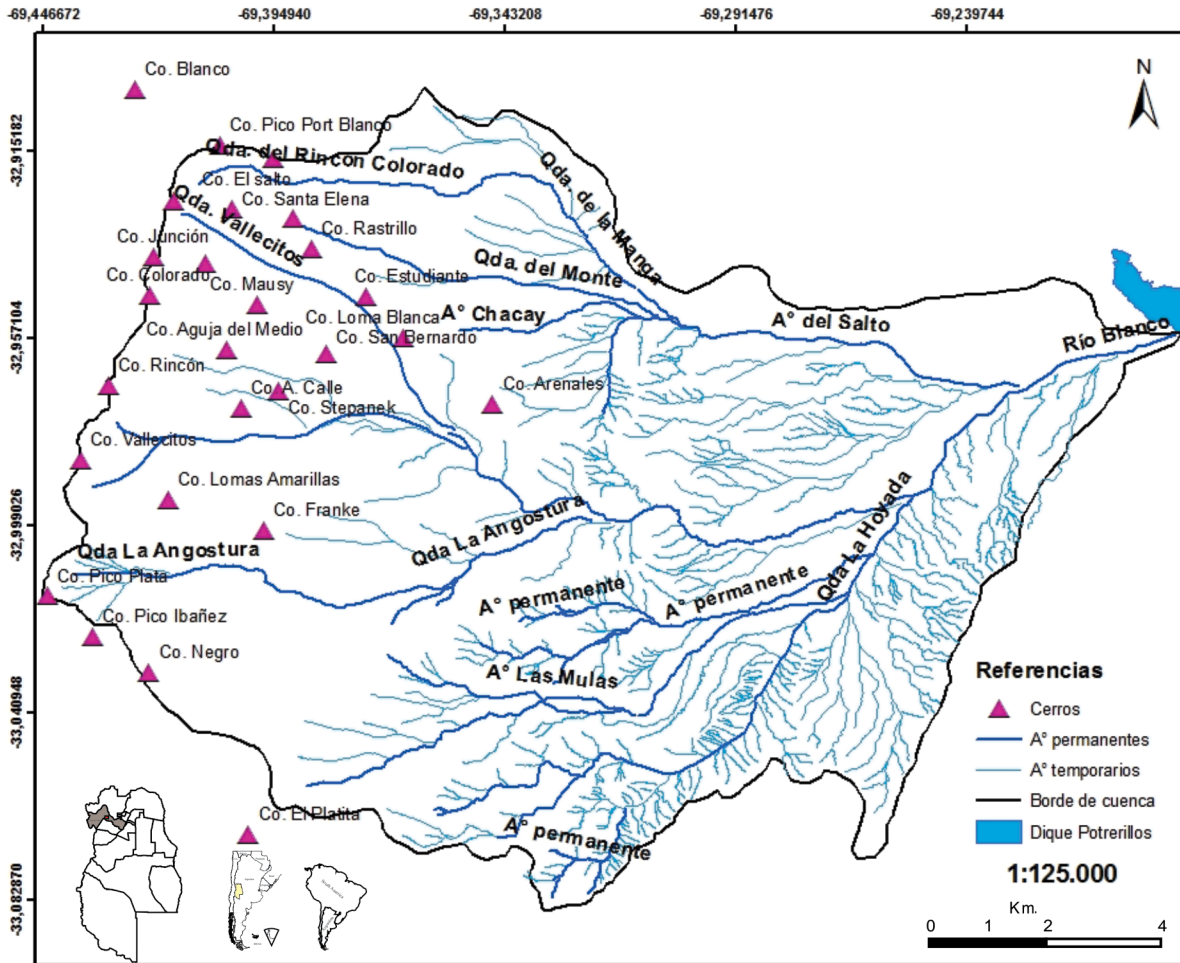 -69,446672
-69,394940
-69,343208
-69,291476
-69,239744
-32,915182
-32,957104
-32,99026
-33,040948
-33,082870
N
Co. Blanco
Co. Pico Port Blanco
Qda. del Rincón Colorado
Co. El salto
Co. Santa Elena
Qda. Vallecitos
Co. Rastrillo
Qda. de la Manga
Co. Junción
Co. Colorado
Co. Mausy
Co. Estudiante
Qda. del Monte
Co. Aguja del Medio
Co. Loma Blanca
A° Chacay
A° del Salto
Río Blanco
Co. San Bernardo
Co. Rincón
Co. A. Calle
Co. Arenales
Co. Stepanek
Co. Vallecitos
Co. Lomas Amarillas
Co. Franke
Qda La Angostura
Qda La Angostura
Qda La Hoyada
Co. Pico Plata
A° permanente
A° permanente
Co. Pico Ibañez
Co. Negro
A° Las Mulas
Co. El Platita
A° permanente
Referencias
Cerros
A° permanentes
A° temporarios
Borde de cuenca
Dique Potrerillos
1:125.000
Km.
0 1 2 4